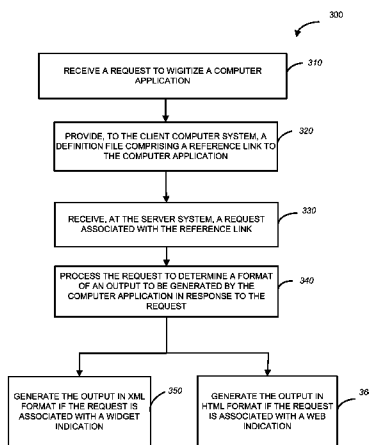 300
RECEIVE A REQUEST TO WIGITIZE A COMPUTER
APPLICATION
310
PROVIDE, TO THE CLIENT COMPUTER SYSTEM, A
DEFINITION FILE COMPRISING A REFERENCE LINK TO
THE COMPUTER APPLICATION
320
RECEIVE, AT THE SERVER SYSTEM, A REQUEST
ASSOCIATED WITH THE REFERENCE LINK
330
PROCESS THE REQUEST TO DETERMINE A FORMAT
OF AN OUTPUT TO BE GENERATED BY THE
COMPUTER APPLICATION IN RESPONSE TO THE
REQUEST
340
GENERATE THE OUTPUT IN XML
FORMAT IF THE REQUEST IS
ASSOCIATED WITH A WIDGET
INDICATION
350
GENERATE THE OUTPUT IN
HTML FORMAT IF THE REQUEST
IS ASSOCIATED WITH A WEB
INDICATION